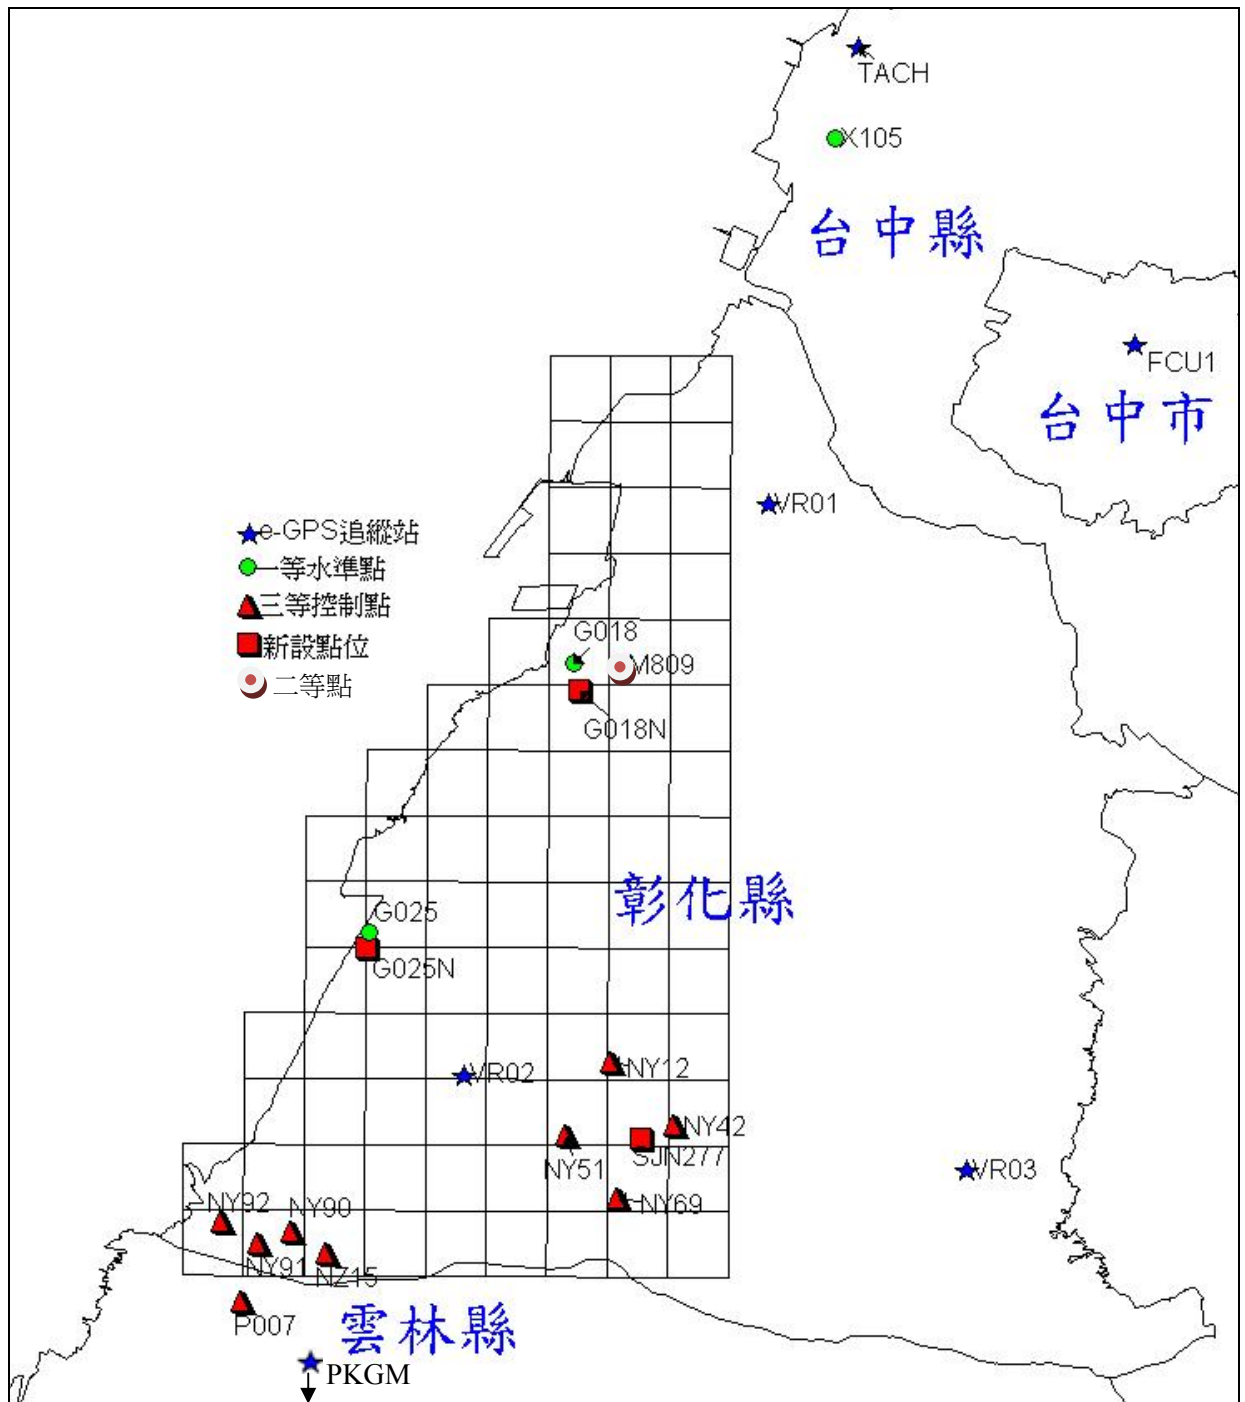 TACH
X105
台中縣
FCU1
台中市
VR01
e-GPS追蹤站
一等水準點
三等控制點
新設點位
二等點
G018
M809
G018N
彰化縣
G025
G025N
VR02
NY12
NY42
SJN277
NY51
VR03
NY69
NY92
NY90
NY91
NZ15
P007
雲林縣
PKGM